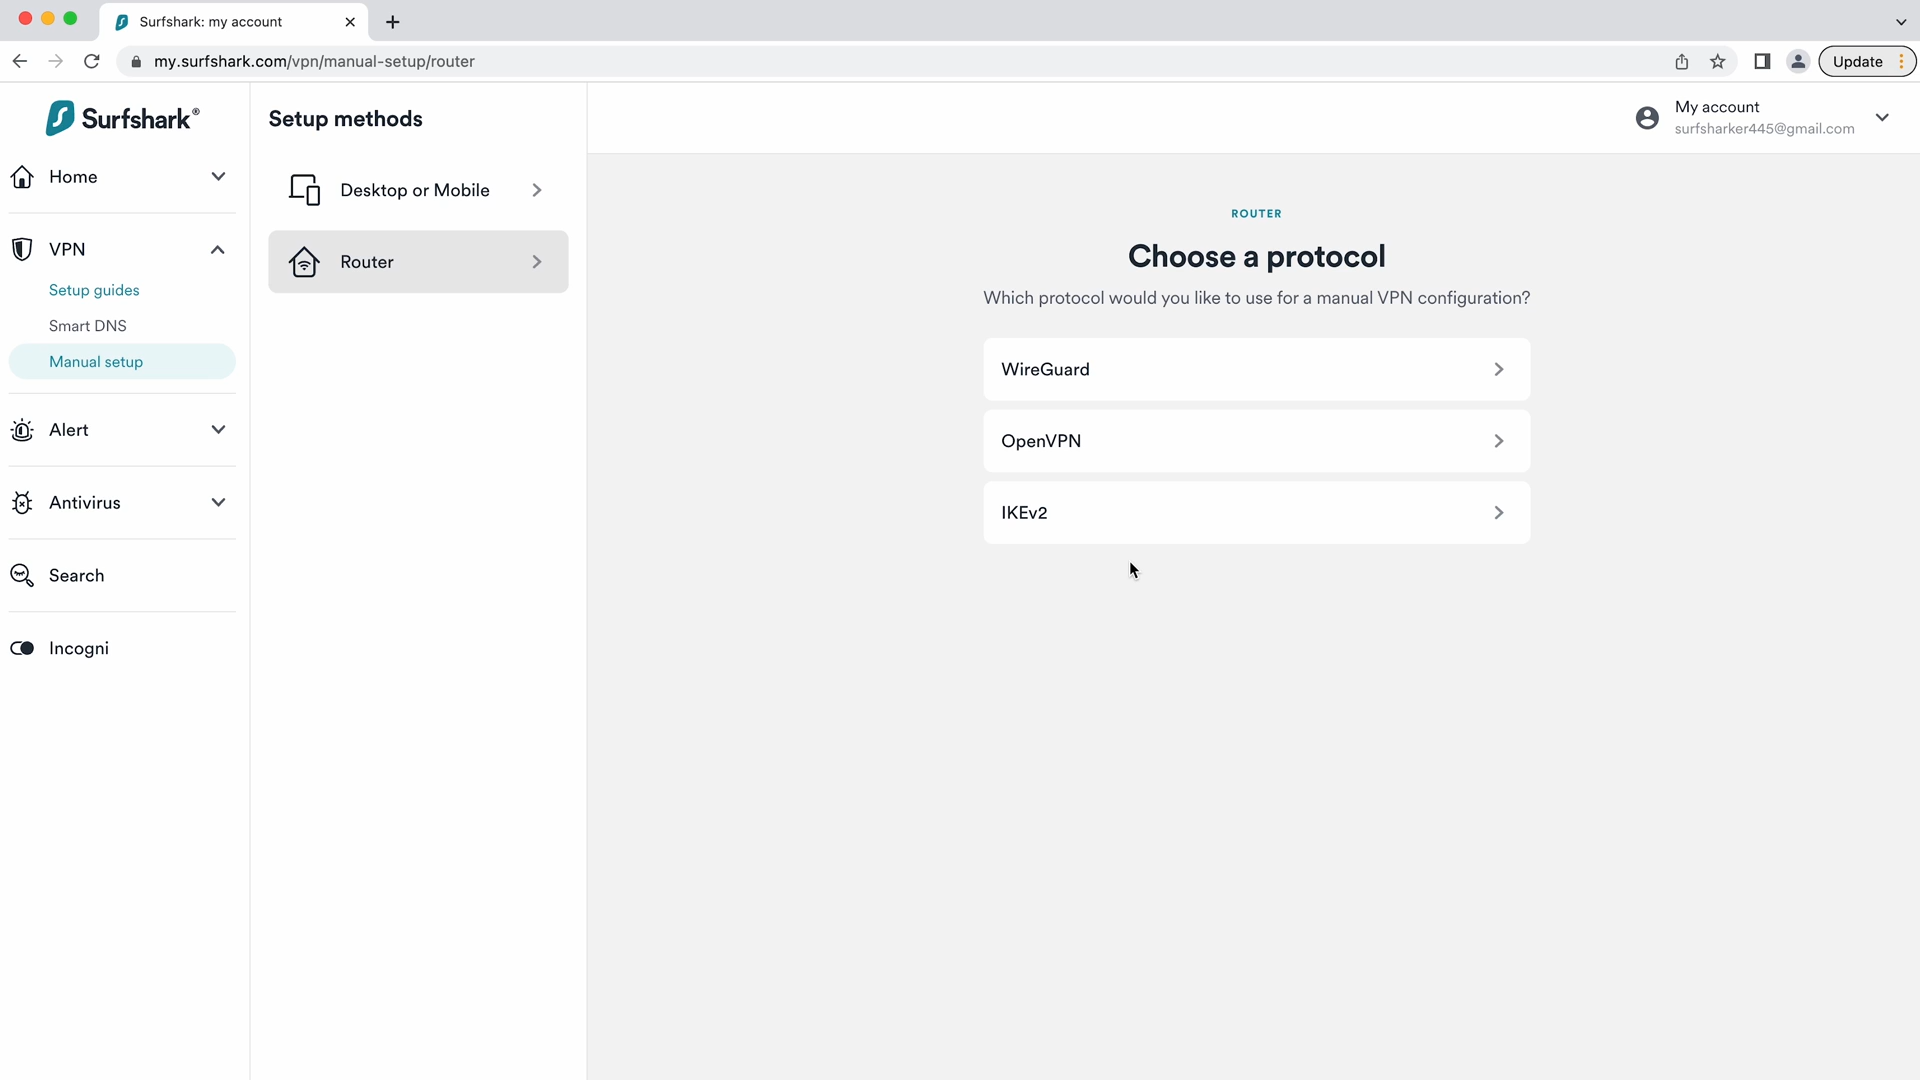 Surfshark: my account
my.surfshark.com/vpn/manual-setup/router
Update
Surfshark®
Home
VPN
Setup guides
Smart DNS
Manual setup
Alert
Antivirus
Search
Incogni
Setup methods
Desktop or Mobile
Router
My account
surfsharker445@gmail.com
ROUTER
Choose a protocol
Which protocol would you like to use for a manual VPN configuration?
WireGuard
OpenVPN
IKEv2